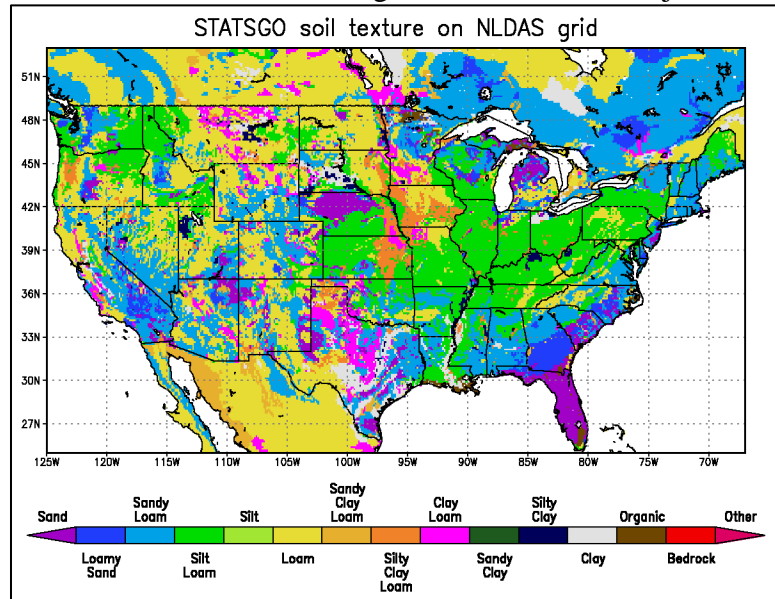 STATSGO soil texture on NLDAS grid
51N
48N
45N
42N
39N
36N
33N
30N
27N
125W 120W 115W 110W 105W 100W 95W 90W 85W 80W 75W 70W
Sand
Loamy Sand
Sandy Loam
Silt Loam
Silt
Loam
Sandy Clay Loam
Silty Clay Loam
Clay Loam
Sandy Clay
Silty Clay
Clay
Organic
Bedrock
Other